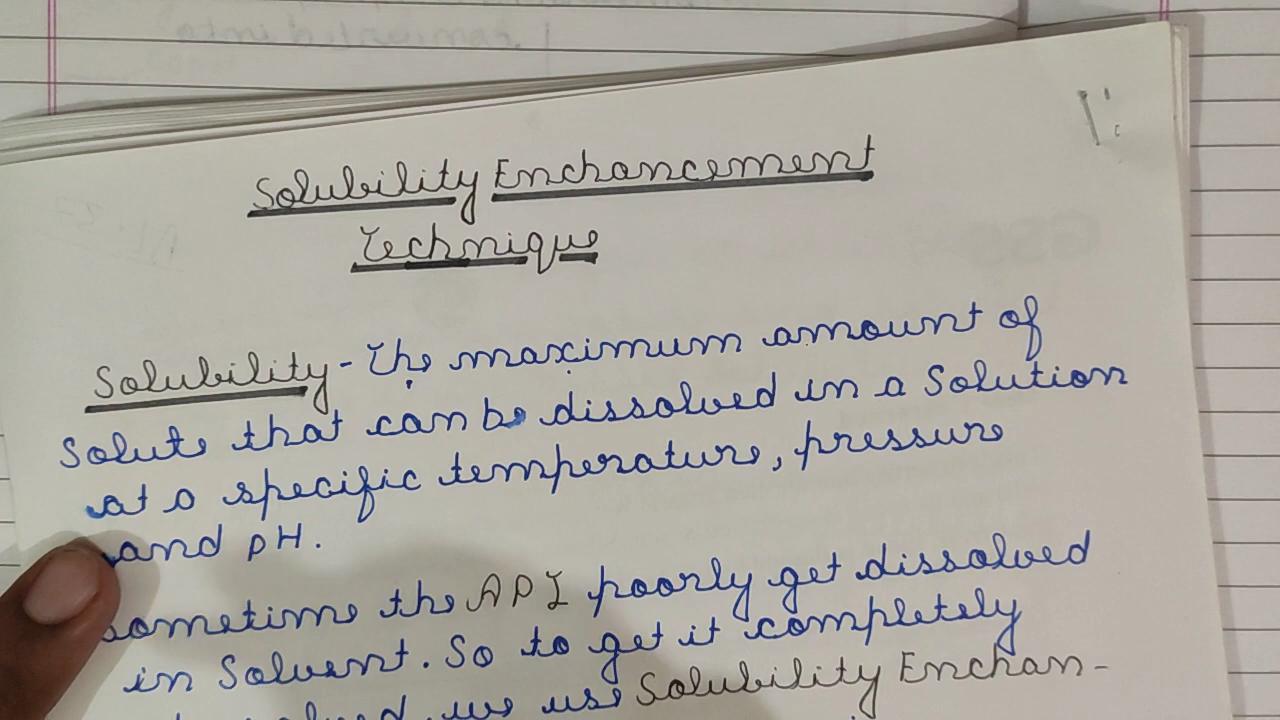 Solubility Enchancement
Technique
Solubility - The maximum amount of
Solute that can be dissolved in a Solution
at a specific temperature, pressure
and pH.
sometime the API poorly get dissolved
in Solvent. So to get it completely
we use Solubility Enchan-